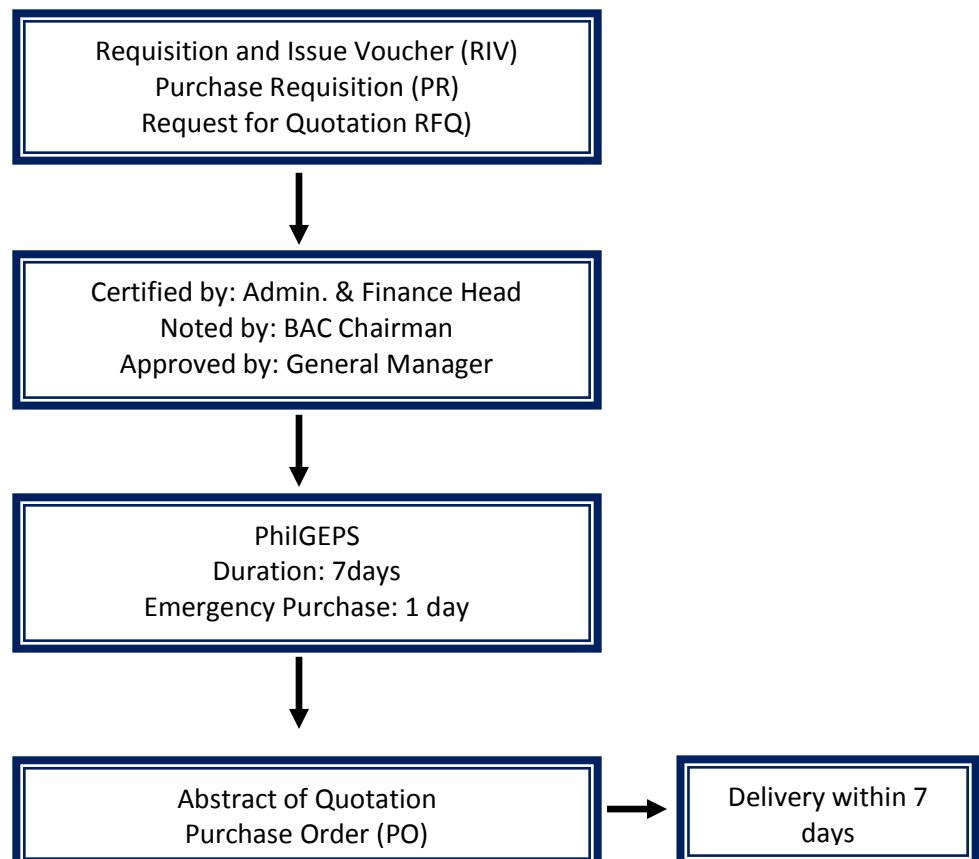 Requisition and Issue Voucher (RIV)
Purchase Requisition (PR)
Request for Quotation RFQ)
Certified by: Admin. & Finance Head
Noted by: BAC Chairman
Approved by: General Manager
PhilGEPS
Duration: 7days
Emergency Purchase: 1 day
Abstract of Quotation
Purchase Order (PO)
Delivery within 7
days